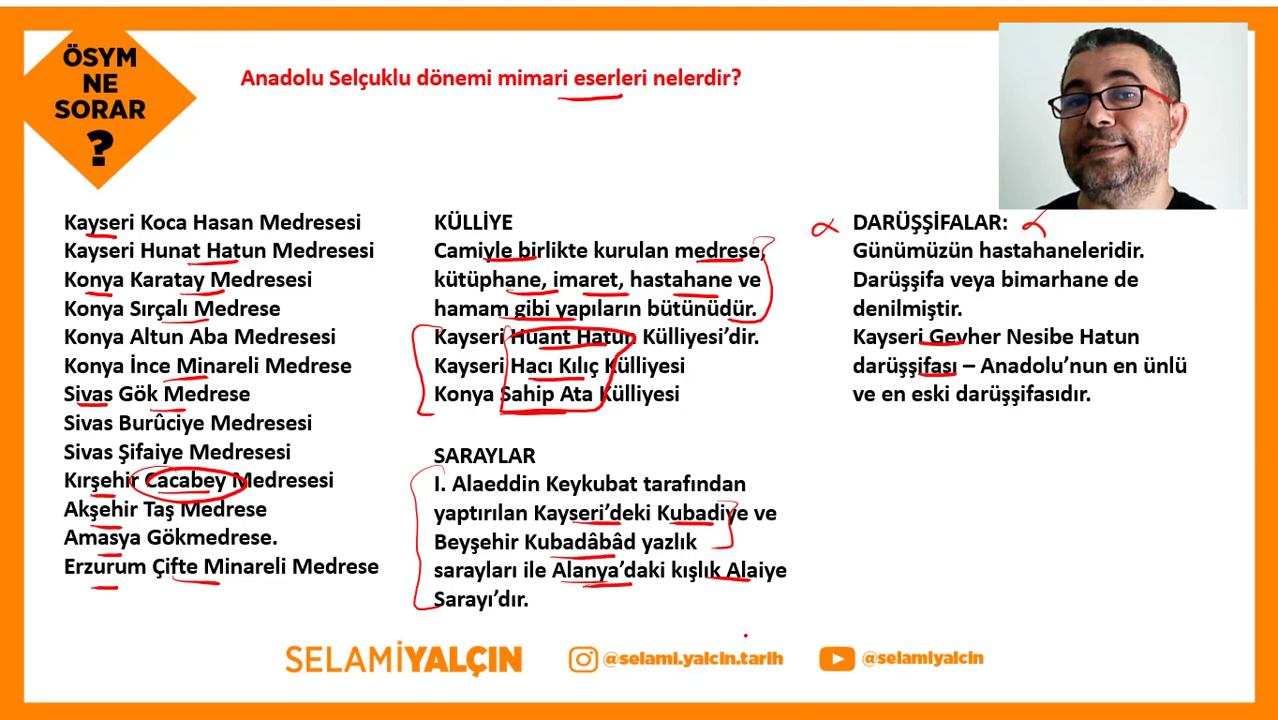 ÖSYM
NE
SORAR
?
Anadolu Selçuklu dönemi mimari eserleri nelerdir?
Kayseri Koca Hasan Medresesi
Kayseri Hunat Hatun Medresesi
Konya Karatay Medresesi
Konya Sırçalı Medrese
Konya Altun Aba Medresesi
Konya İnce Minareli Medrese
Sivas Gök Medrese
Sivas Burûciye Medresesi
Sivas Şifaiye Medresesi
Kırşehir Cacabey Medresesi
Akşehir Taş Medrese
Amasya Gökmedrese.
Erzurum Çifte Minareli Medrese
KÜLLİYE
Camiyle birlikte kurulan medrese,
kütüphane, imaret, hastahane ve
hamam gibi yapıların bütünüdür.
Kayseri Huant Hatun Külliyesi’dir.
Kayseri Hacı Kılıç Külliyesi
Konya Sahip Ata Külliyesi
SARAYLAR
I. Alaeddin Keykubat tarafından
yaptırılan Kayseri’deki Kubadiye ve
Beyşehir Kubadâbâd yazlık
sarayları ile Alanya’daki kışlık Alaiye
Sarayı’dır.
DARÜŞŞİFALAR:
Günümüzün hastahaneleridir.
Darüşşifa veya bimarhane de
denilmiştir.
Kayseri Gevher Nesibe Hatun
darüşşifası – Anadolu’nun en ünlü
ve en eski darüşşifasıdır.
SELAMİYALÇIN
@selami.yalcin.tarih
@selamiyalcin